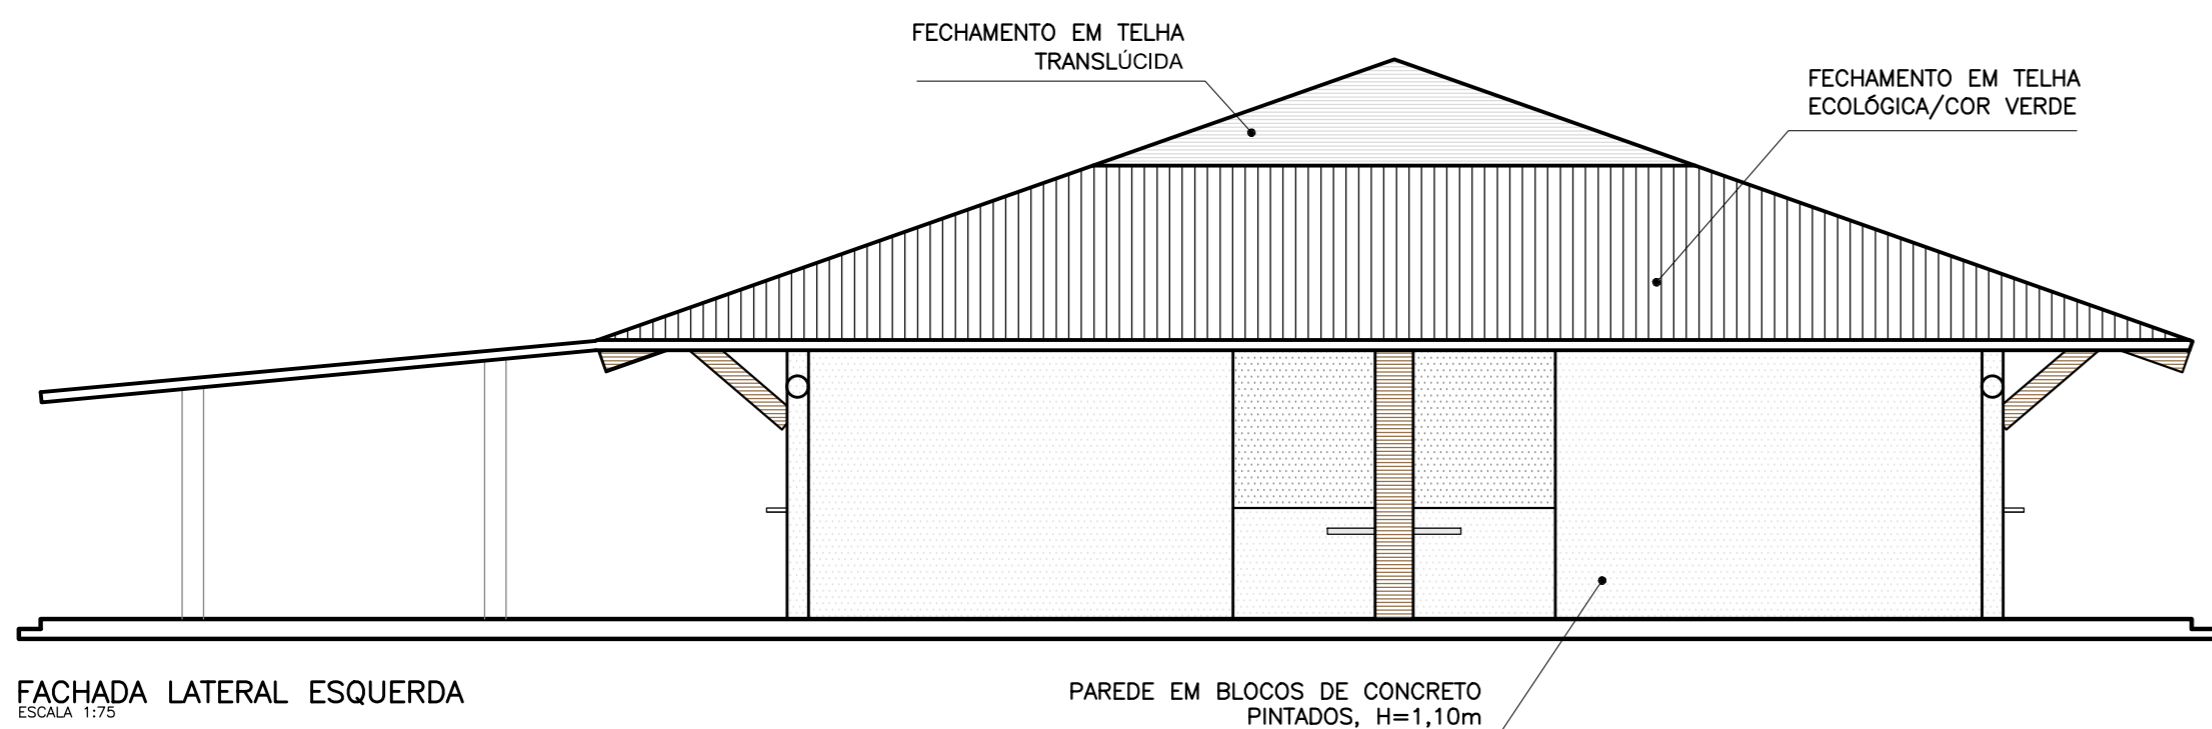 FECHAMENTO EM TELHA
TRANSLÚCIDA
FECHAMENTO EM TELHA
ECOLÓGICA/COR VERDE
FACHADA LATERAL ESQUERDA
ESCALA 1:75
PAREDE EM BLOCOS DE CONCRETO
PINTADOS, H=1,10m